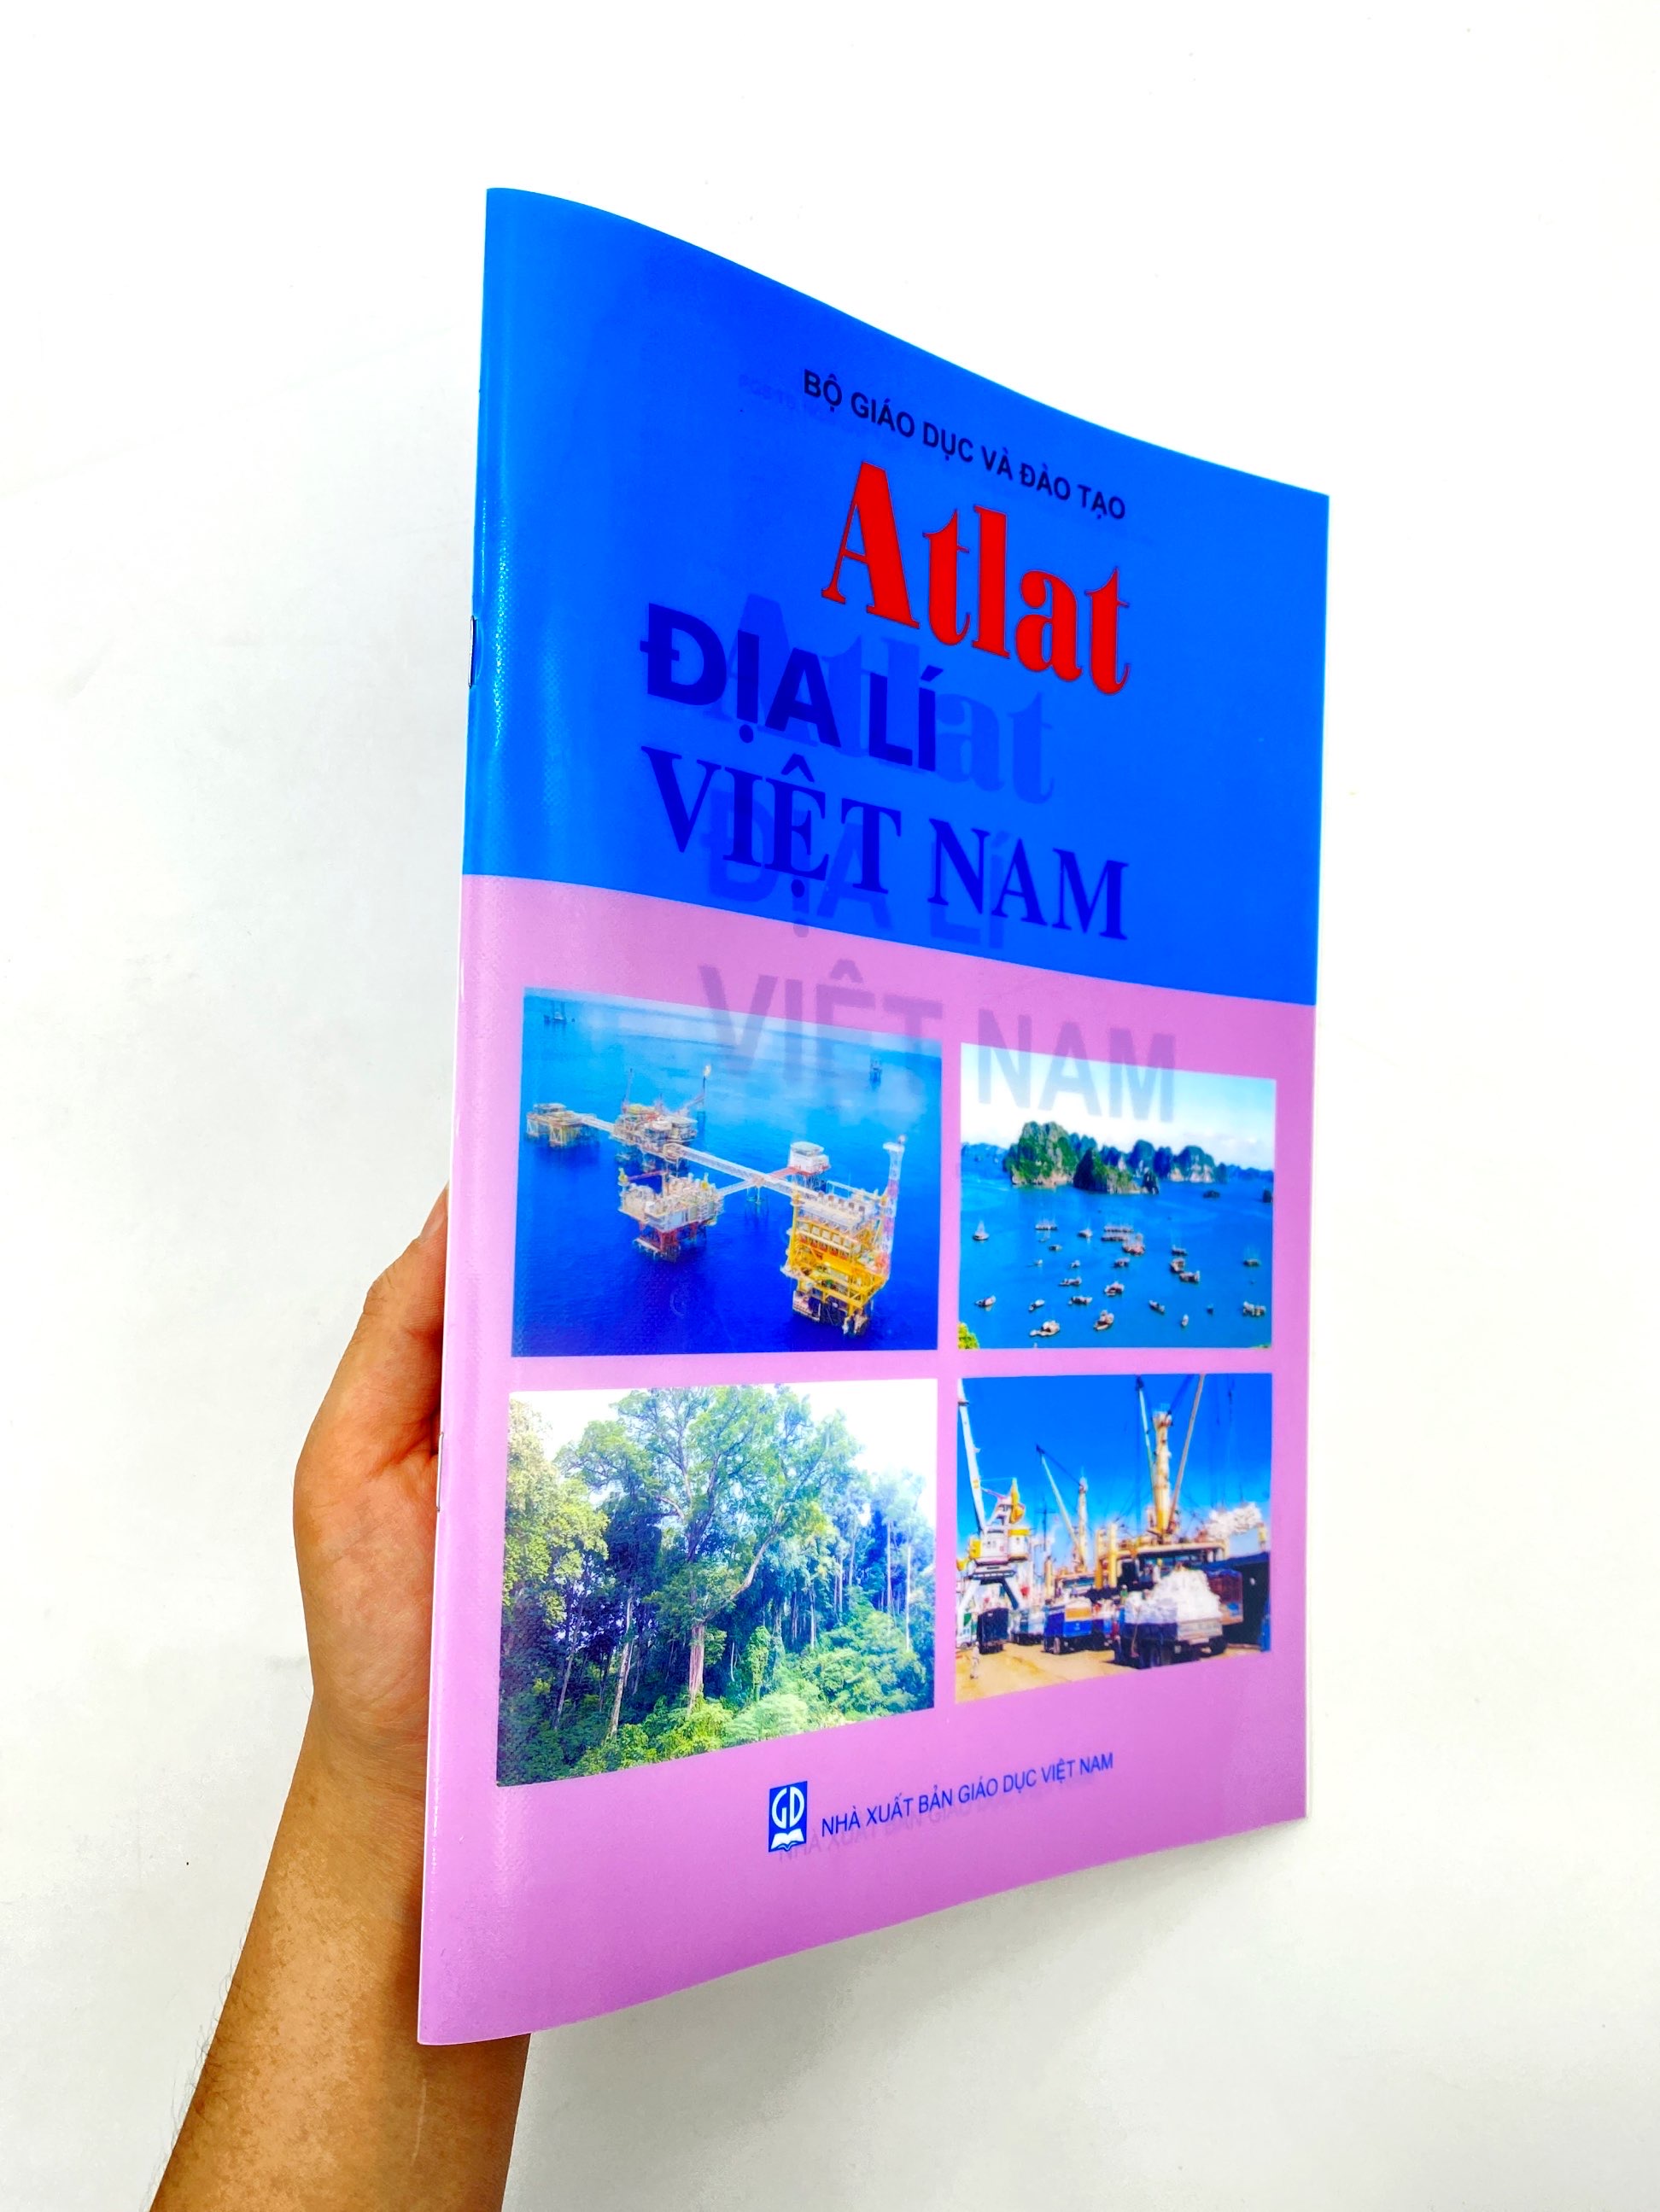 BỘ GIÁO DỤC VÀ ĐÀO TẠO
Atlat
ĐỊA LÍ
VIỆT NAM
GD
NHÀ XUẤT BẢN GIÁO DỤC VIỆT NAM